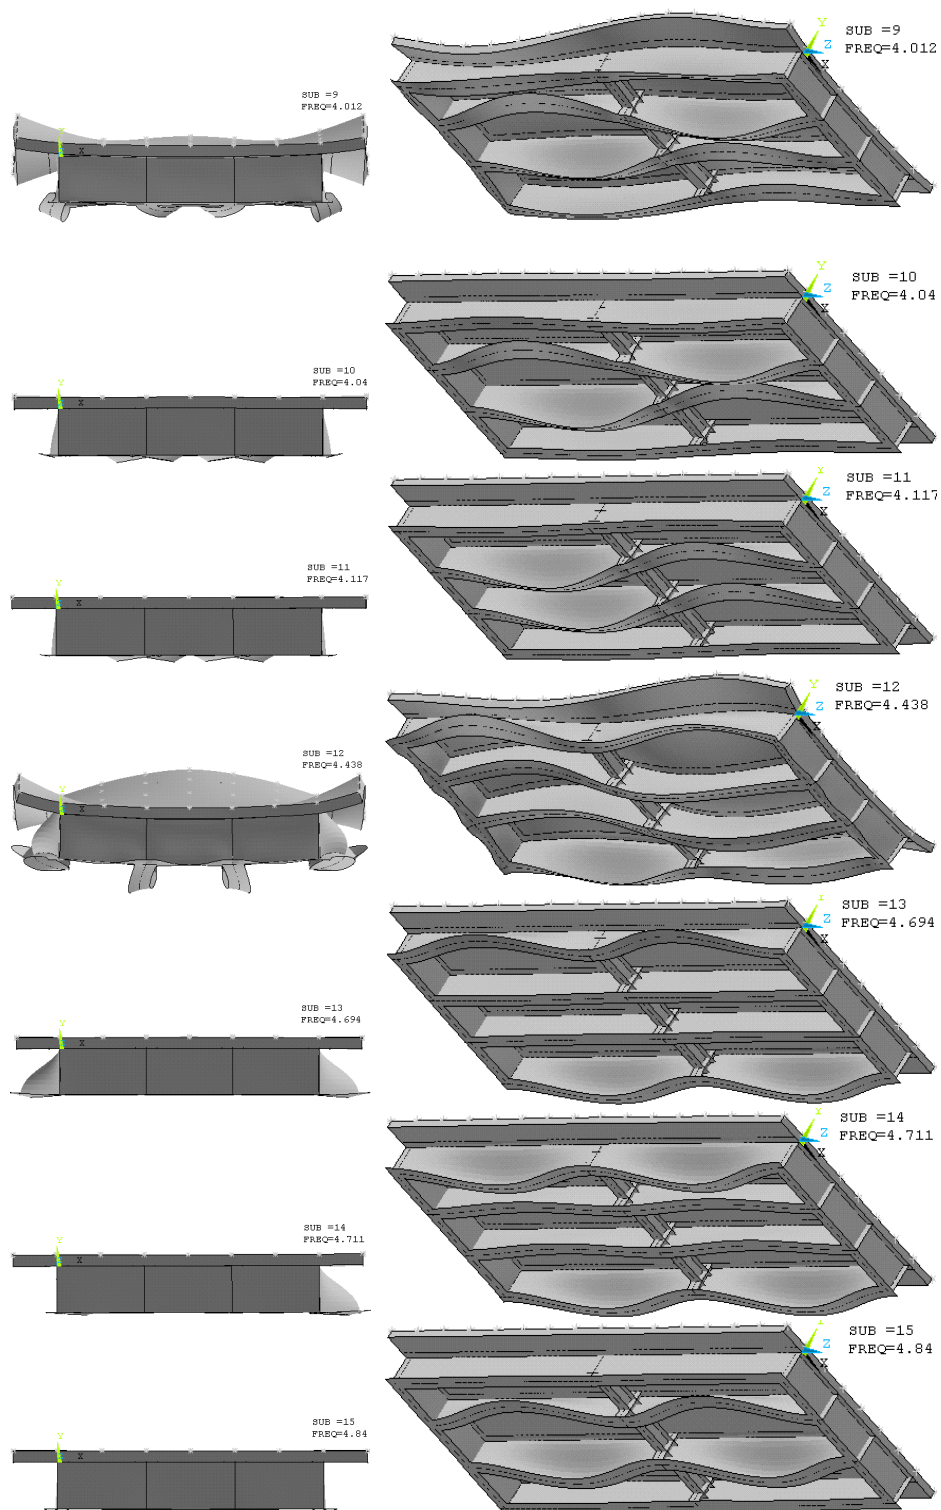 SUB =9
FREQ=4.012
Y
Z
X
SUB =9
FREQ=4.012
Y
X
SUB =10
FREQ=4.04
Y
Z
X
SUB =10
FREQ=4.04
Y
X
SUB =11
FREQ=4.117
Y
Z
X
SUB =11
FREQ=4.117
Y
X
SUB =12
FREQ=4.438
Y
Z
X
SUB =12
FREQ=4.438
Y
X
SUB =13
FREQ=4.694
Z
X
SUB =13
FREQ=4.694
Y
X
SUB =14
FREQ=4.711
Z
X
SUB =14
FREQ=4.711
Y
X
SUB =15
FREQ=4.84
Z
X
SUB =15
FREQ=4.84
Y
X